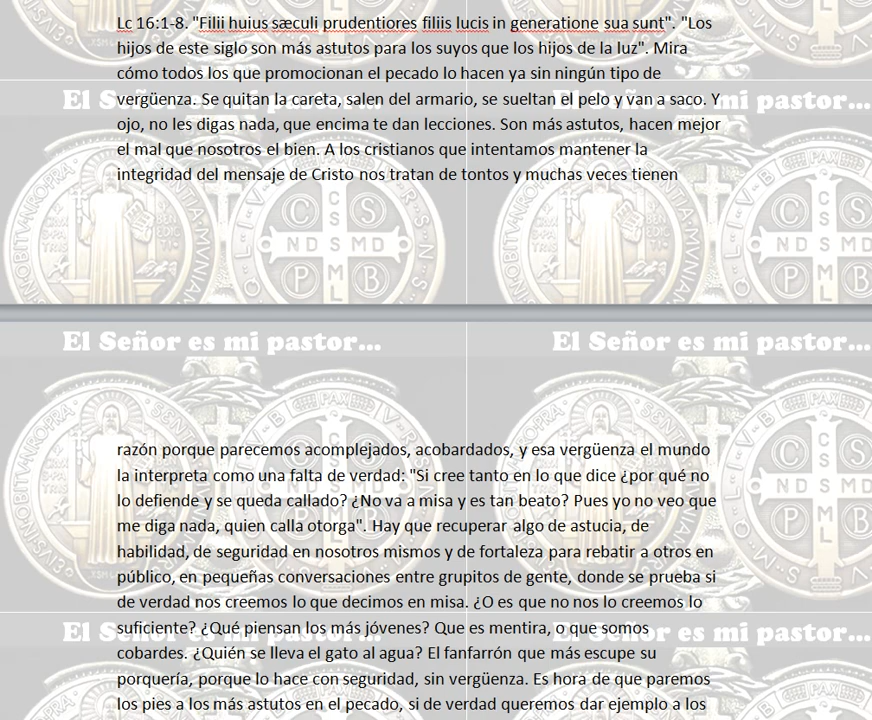 Lc 16:1-8. "Filii huius sæculi prudentiores filiis lucis in generatione sua sunt". "Los
hijos de este siglo son más astutos para los suyos que los hijos de la luz". Mira
cómo todos los que promocionan el pecado lo hacen ya sin ningún tipo de
vergüenza. Se quitan la careta, salen del armario, se sueltan el pelo y van a saco. Y
ojo, no les digas nada, que encima te dan lecciones. Son más astutos, hacen mejor
el mal que nosotros el bien. A los cristianos que intentamos mantener la
integridad del mensaje de Cristo nos tratan de tontos y muchas veces tienen
El Señor es mi pastor... El Señor es mi pastor...
razón porque parecemos acomplejados, acobardados, y esa vergüenza el mundo
la interpreta como una falta de verdad: "Si cree tanto en lo que dice ¿por qué no
lo defiende y se queda callado? ¿No va a misa y es tan beato? Pues yo no veo que
me diga nada, quien calla otorga". Hay que recuperar algo de astucia, de
habilidad, de seguridad en nosotros mismos y de fortaleza para rebatir a otros en
público, en pequeñas conversaciones entre grupitos de gente, donde se prueba si
de verdad nos creemos lo que decimos en misa. ¿O es que no nos lo creemos lo
suficiente? ¿Qué piensan los más jóvenes? Que es mentira, o que somos
cobardes. ¿Quién se lleva el gato al agua? El fanfarrón que más escupe su
porquería, porque lo hace con seguridad, sin vergüenza. Es hora de que paremos
los pies a los más astutos en el pecado, si de verdad queremos dar ejemplo a los